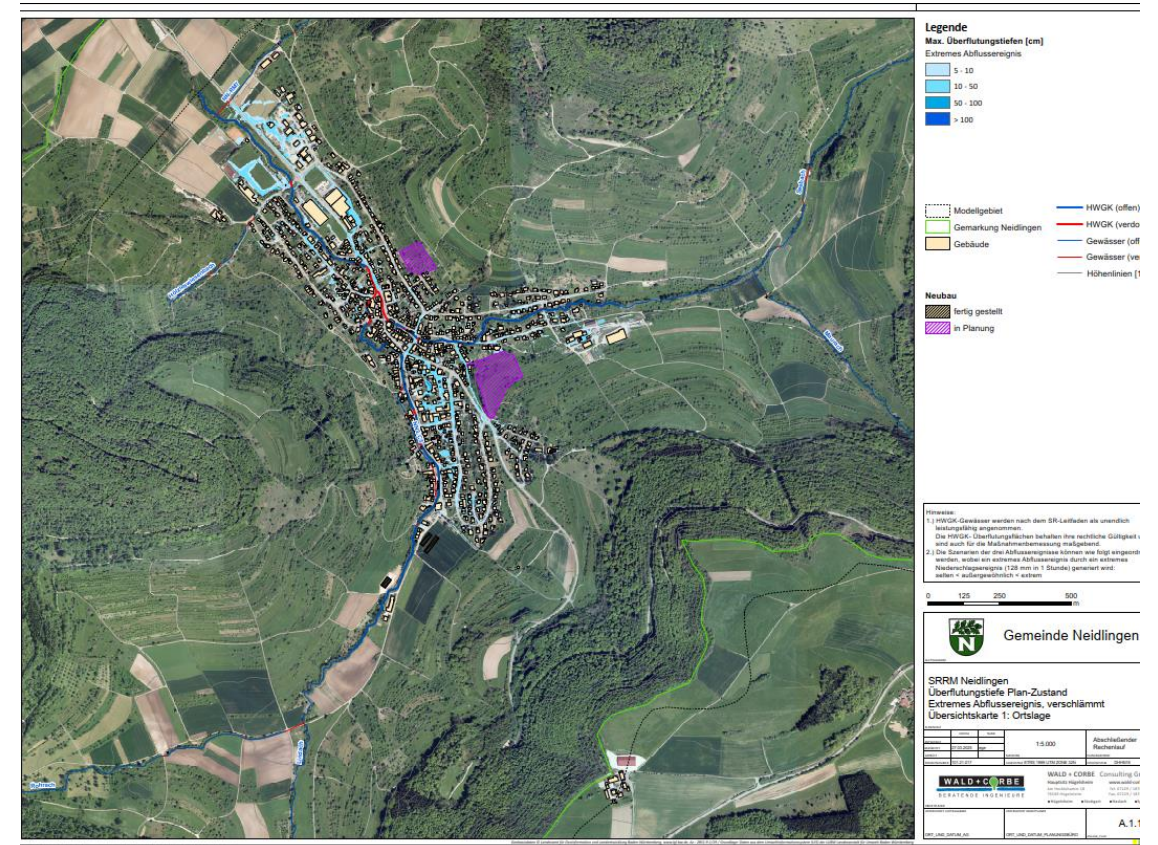 Legende
Max. Überflutungstiefen [cm]
Extremes Abflussereignis
5 - 10
10 - 50
50 - 100
> 100
Modellgebiet
Gemarkung Neidlingen
Gebäude
HWGK (offen)
HWGK (verdo
Gewässer (off
Gewässer (ve
Höhenlinien [1
Neubau
fertig gestellt
in Planung
Hinweise:
1.) HWGK-Gewässer werden nach dem SR-Leitfaden als unendlich
leistungsfähig angenommen.
Die HWGK- Überflutungsflächen behalten ihre rechtliche Gültigkeit
sind auch für die Maßnahmenbemessung maßgebend.
2.) Die Szenarien der drei Abflussereignisse können wie folgt eingeord
werden, wobei ein extremes Abflussereignis durch ein extremes
Niederschlagsereignis (128 mm in 1 Stunde) generiert wird:
selten < außergewöhnlich < extrem
0 125 250 500
m
Gemeinde Neidlingen
SRRM Neidlingen
Überflutungstiefe Plan-Zustand
Extremes Abflussereignis, verschlämmt
Übersichtskarte 1: Ortslage
1:5.000
Abschließender
Rechenlauf
WALD + CORBE
BERATENDE INGENIEURE
WALD + CORBE Consulting G
Hauptsitz Hügelsheim
ORT_UND_DATUM_AG
ORT_UND_DATUM_PLANUNGSBÜRO
A.1.1